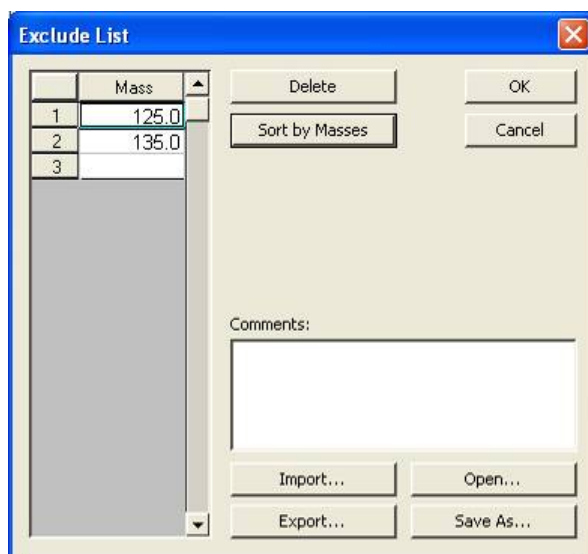 Exclude List
Mass
1 125.0
2 135.0
3
Delete
OK
Sort by Masses
Cancel
Comments:
Import...
Open...
Export...
Save As...